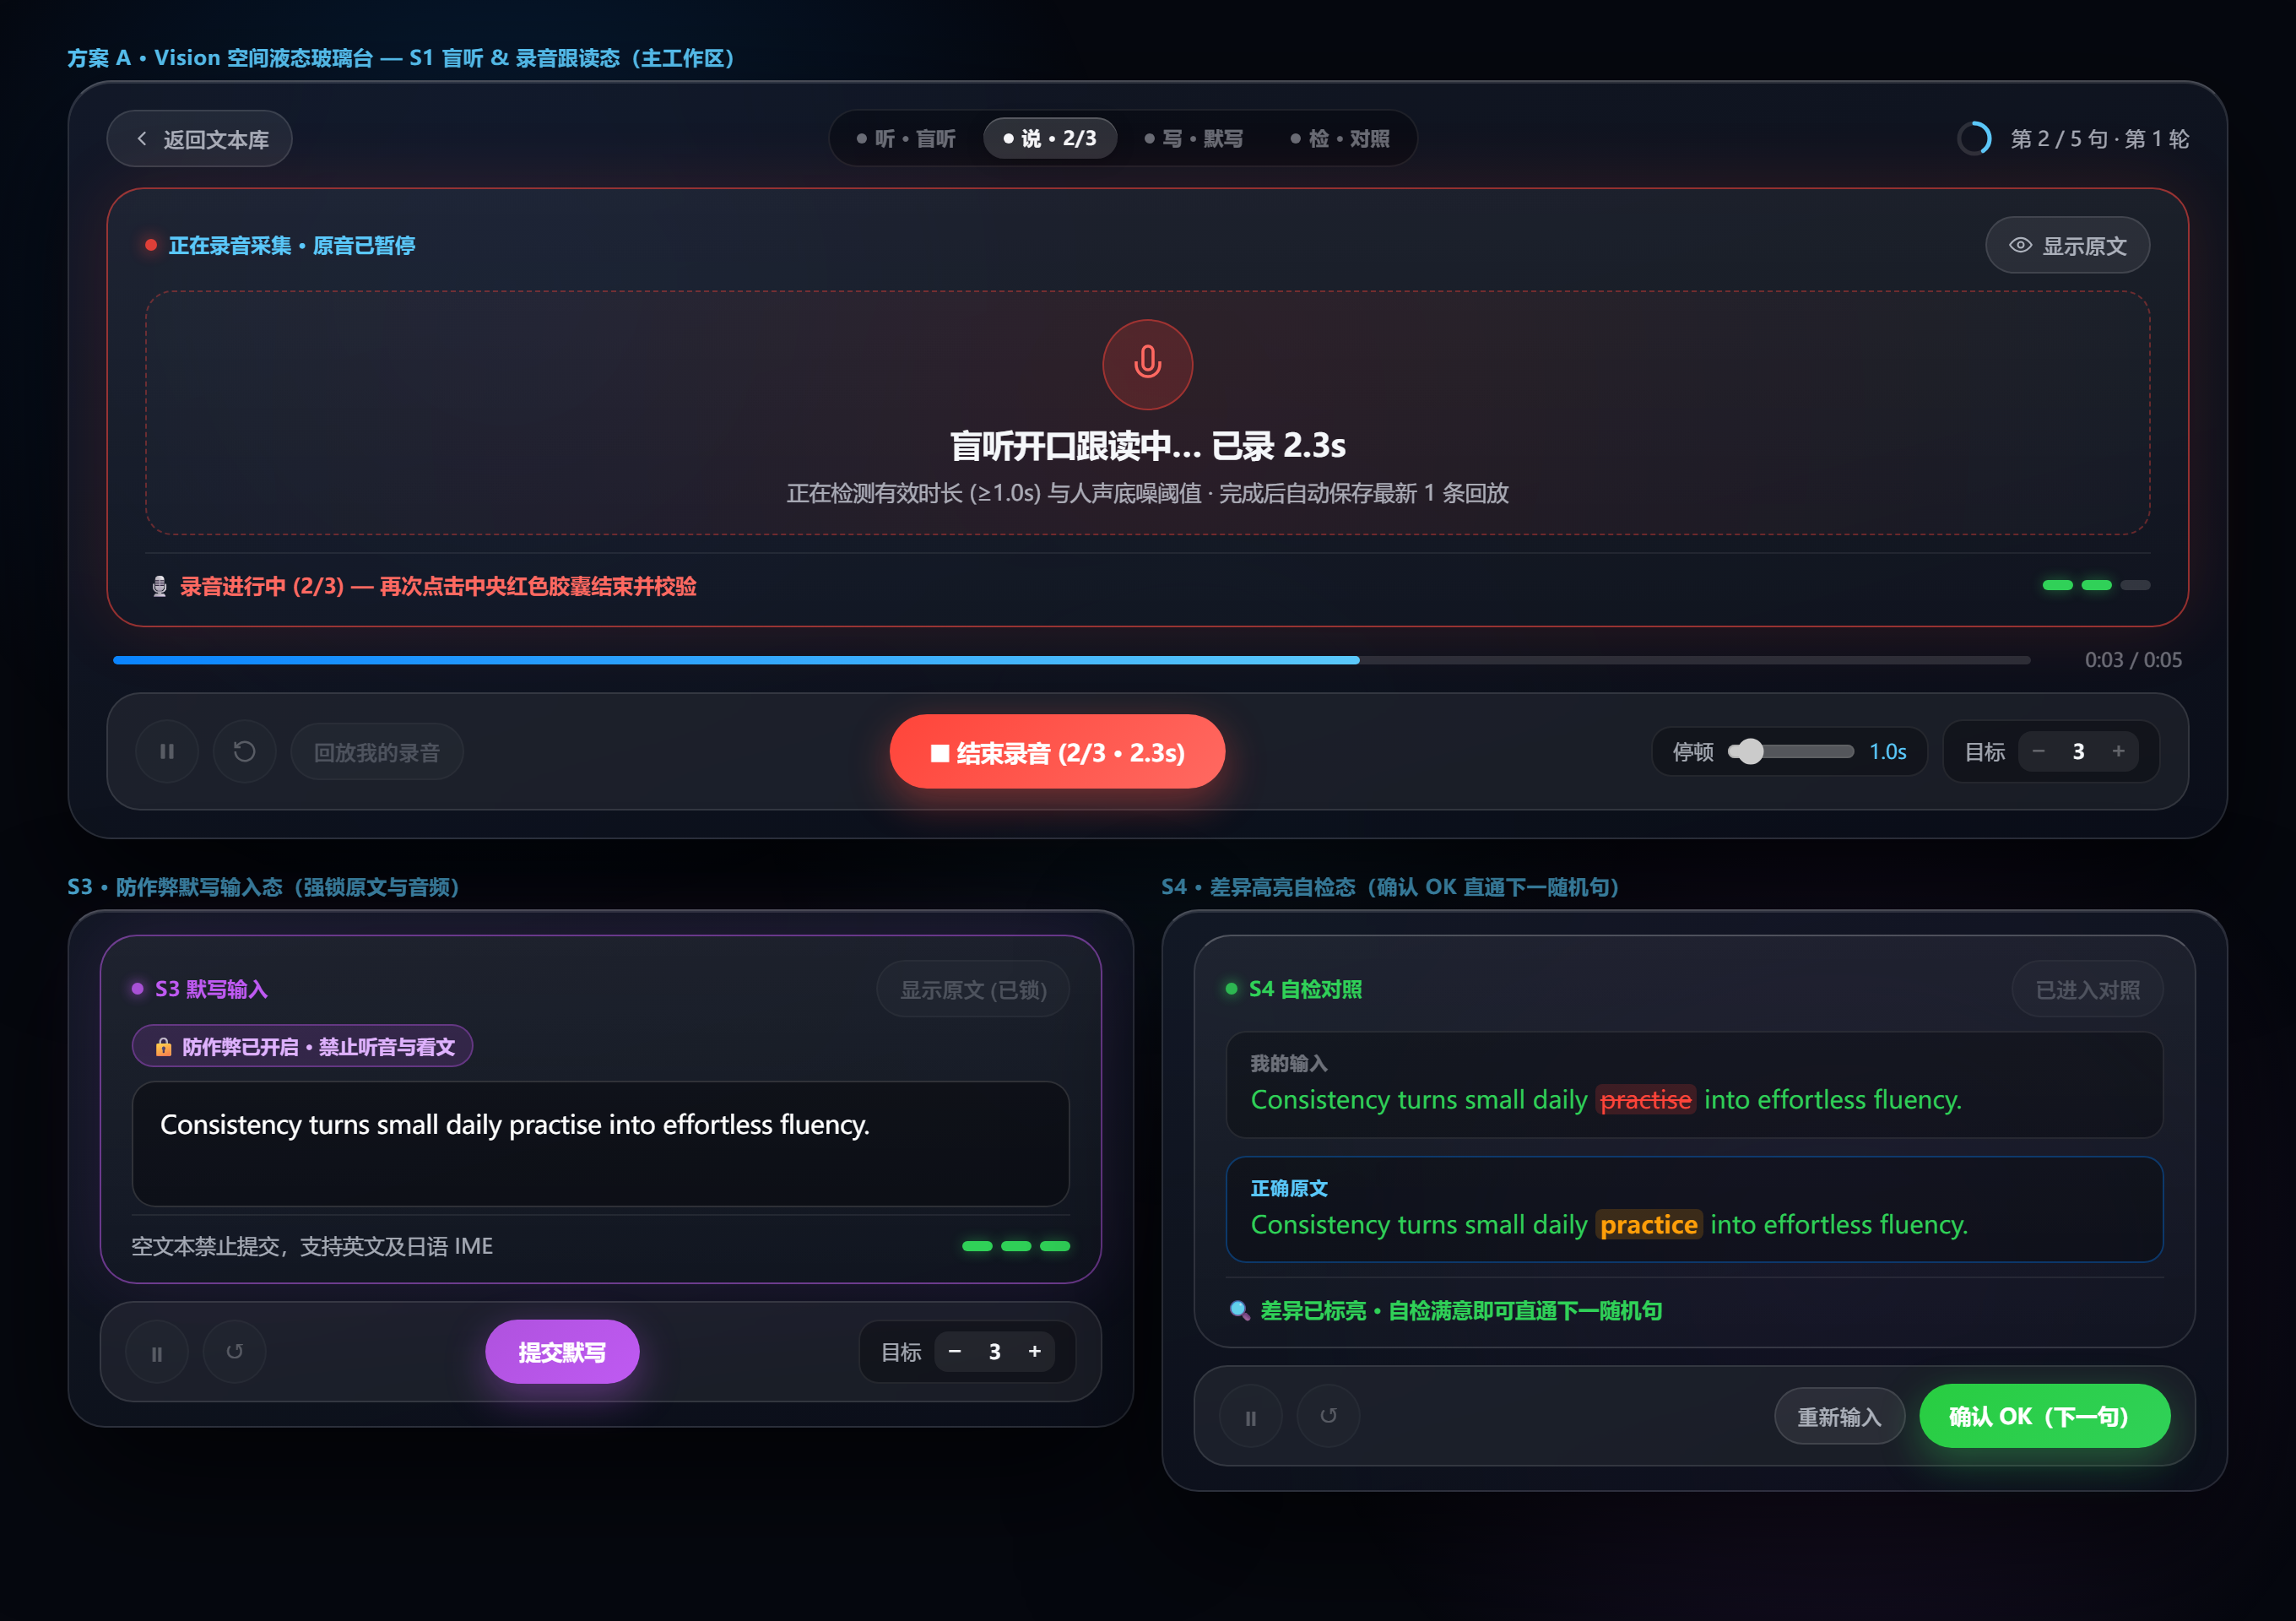 方案 A • Vision 空间液态玻璃台 — S1 盲听 & 录音跟读态（主工作区）
返回文本库
听 • 盲听
说 • 2/3
写 • 默写
检 • 对照
第 2 / 5 句 · 第 1 轮
正在录音采集 • 原音已暂停
显示原文
盲听开口跟读中... 已录 2.3s
正在检测有效时长 (≥1.0s) 与人声底噪阈值 · 完成后自动保存最新 1 条回放
录音进行中 (2/3) — 再次点击中央红色胶囊结束并校验
0:03 / 0:05
回放我的录音
结束录音 (2/3 • 2.3s)
停顿
1.0s
目标
− 3 +
S3 • 防作弊默写输入态（强锁原文与音频）
S3 默写输入
显示原文 (已锁)
防作弊已开启 • 禁止听音与看文
Consistency turns small daily practise into effortless fluency.
空文本禁止提交，支持英文及日语 IME
提交默写
目标
− 3 +
S4 • 差异高亮自检态（确认 OK 直通下一随机句）
S4 自检对照
已进入对照
我的输入
Consistency turns small daily practise into effortless fluency.
正确原文
Consistency turns small daily practice into effortless fluency.
差异已标亮 • 自检满意即可直通下一随机句
重新输入
确认 OK（下一句）